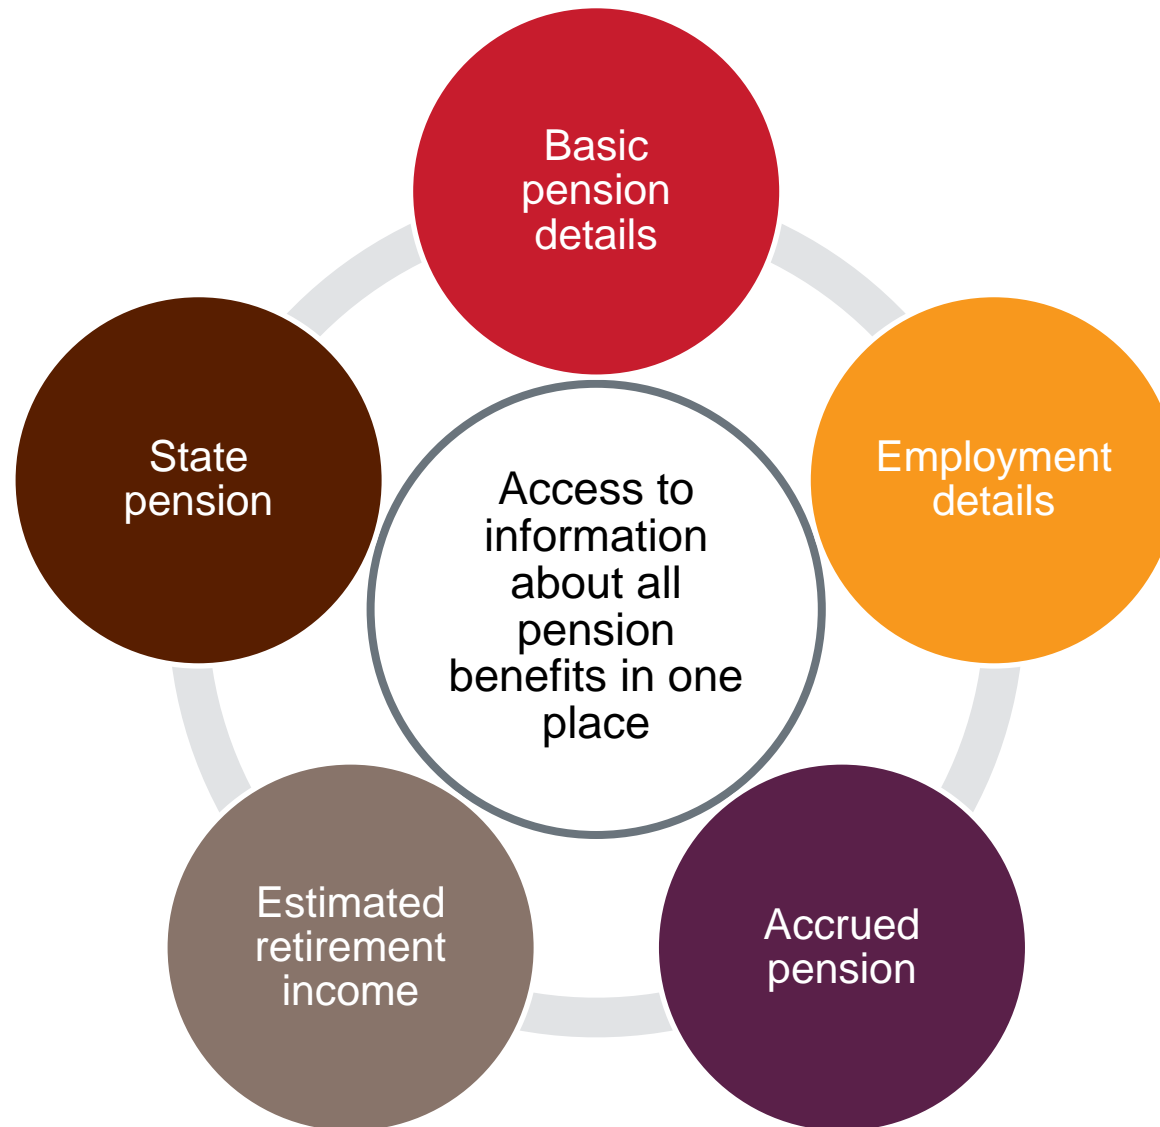 Basic
pension
details
Employment
details
Accrued
pension
Estimated
retirement
income
State
pension
Access to
information
about all
pension
benefits in one
place